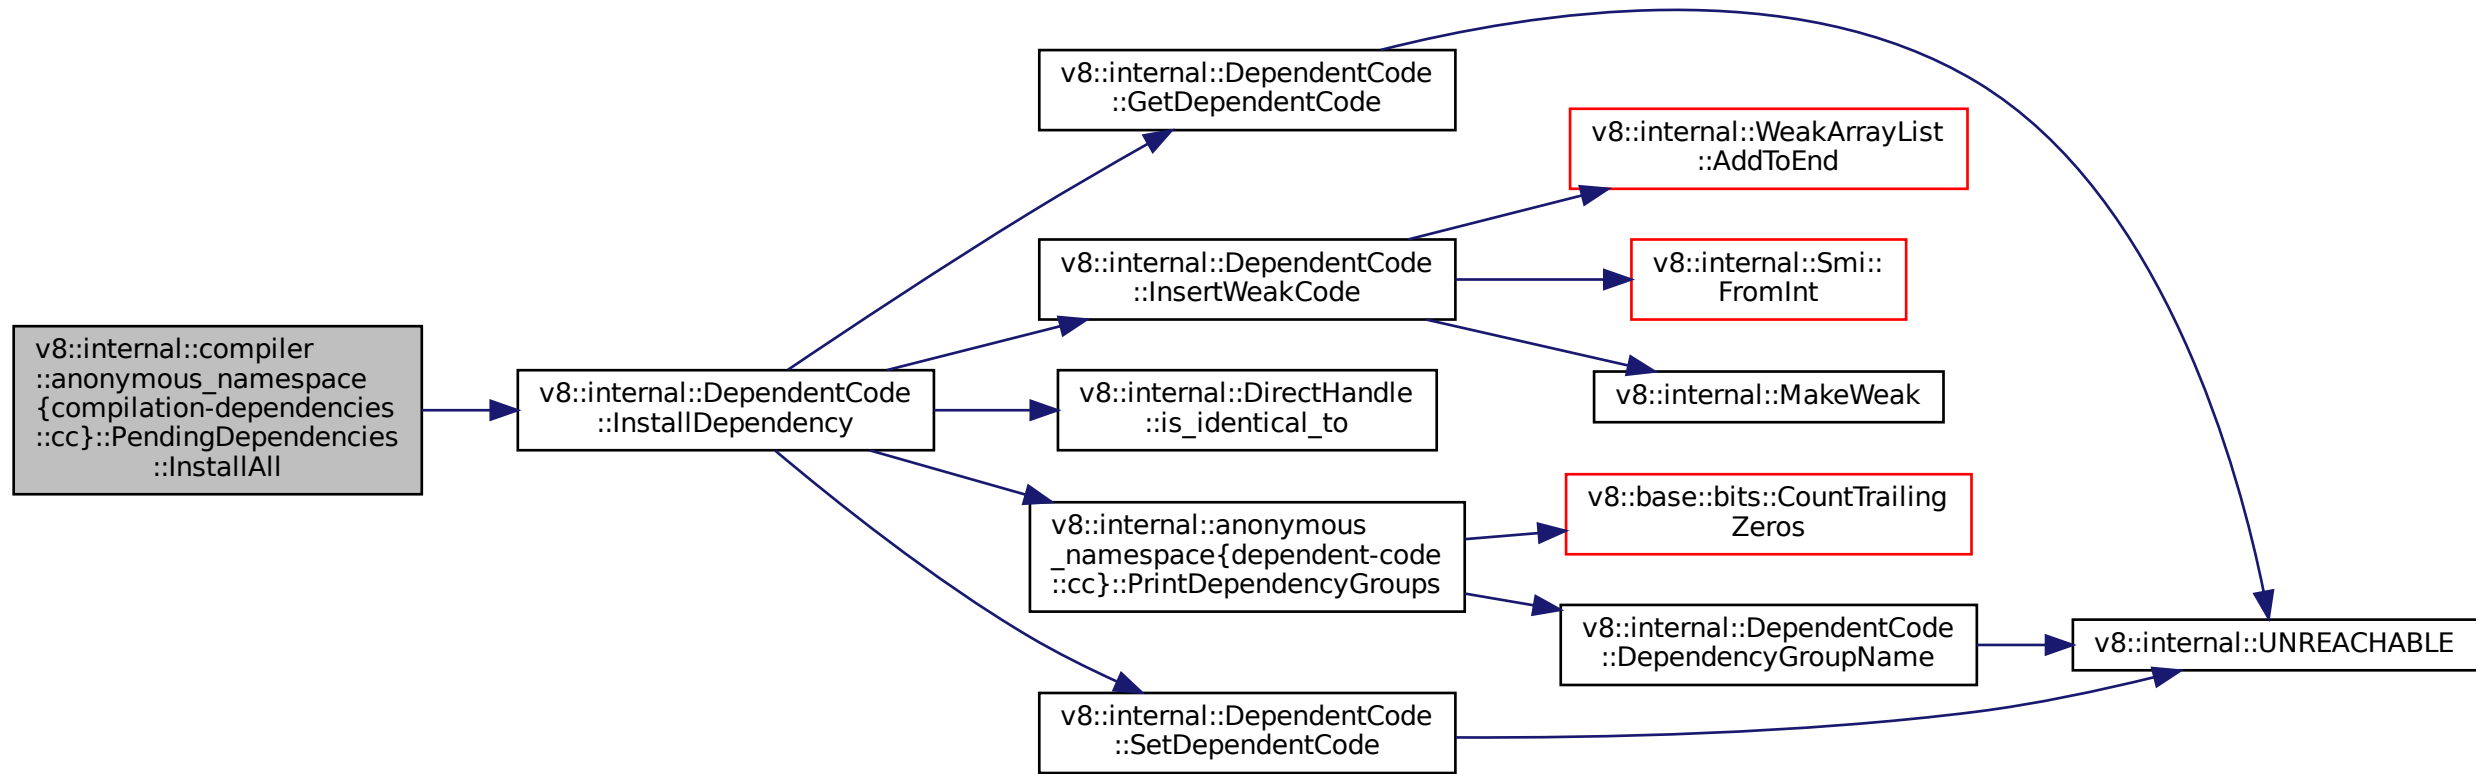 v8::internal::compiler
::anonymous_namespace
{compilation-dependencies
::cc}::PendingDependencies
::InstallAll
v8::internal::DependentCode
::InstallDependency
v8::internal::DependentCode
::GetDependentCode
v8::internal::DependentCode
::InsertWeakCode
v8::internal::DirectHandle
::is_identical_to
v8::internal::anonymous
_namespace{dependent-code
::cc}::PrintDependencyGroups
v8::internal::DependentCode
::SetDependentCode
v8::internal::WeakArrayList
::AddToEnd
v8::internal::Smi::
FromInt
v8::internal::MakeWeak
v8::base::bits::CountTrailing
Zeros
v8::internal::DependentCode
::DependencyGroupName
v8::internal::UNREACHABLE